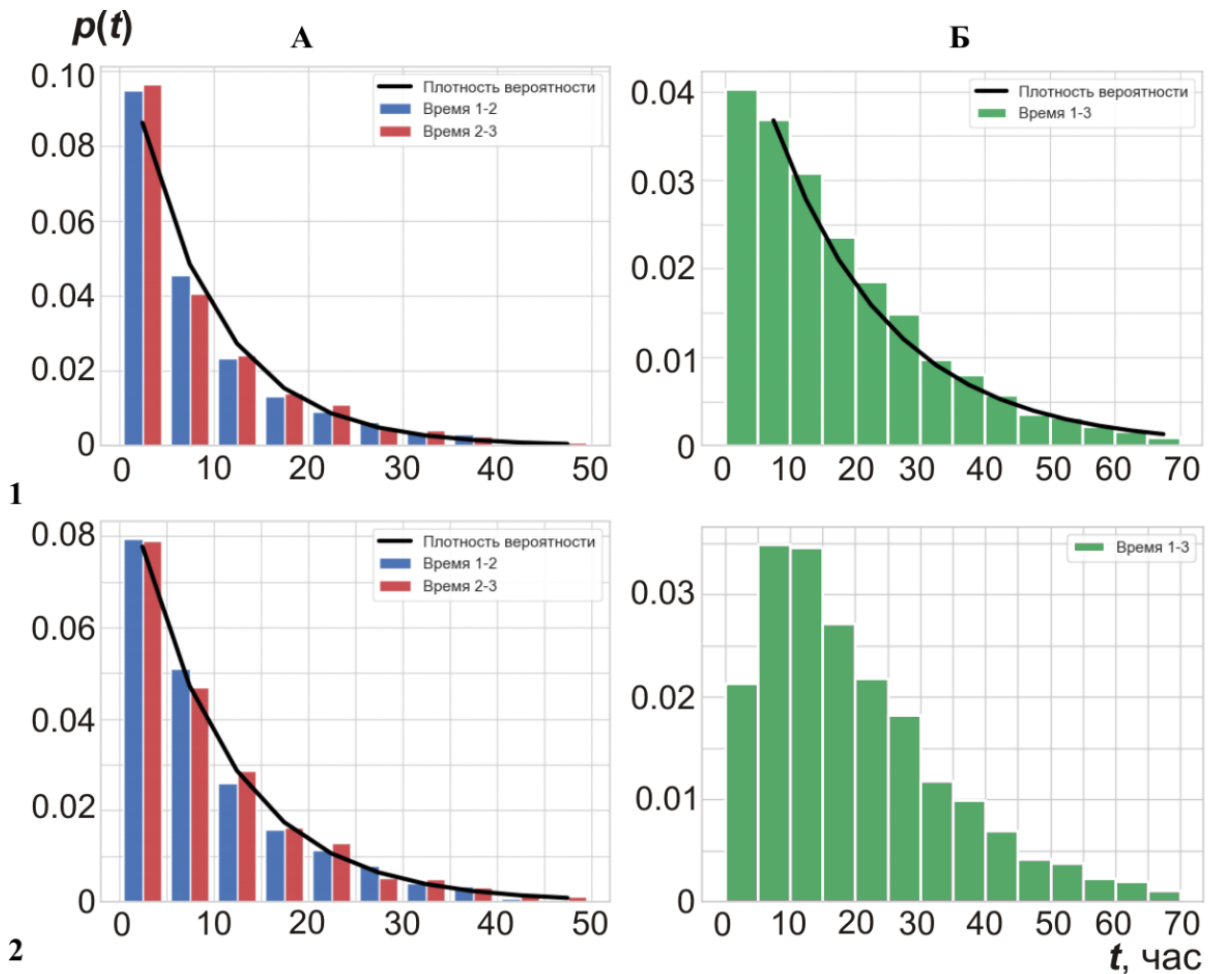 p(t)
А
Б
0.10
0.08
0.06
0.04
0.02
0
Плотность вероятности
Время 1-2
Время 2-3
0 10 20 30 40 50
0.04
0.03
0.02
0.01
0
Плотность вероятности
Время 1-3
0 10 20 30 40 50 60 70
1
0.08
0.06
0.04
0.02
0
Плотность вероятности
Время 1-2
Время 2-3
0 10 20 30 40 50
0.03
0.02
0.01
0
Время 1-3
0 10 20 30 40 50 60 70
2
t, час